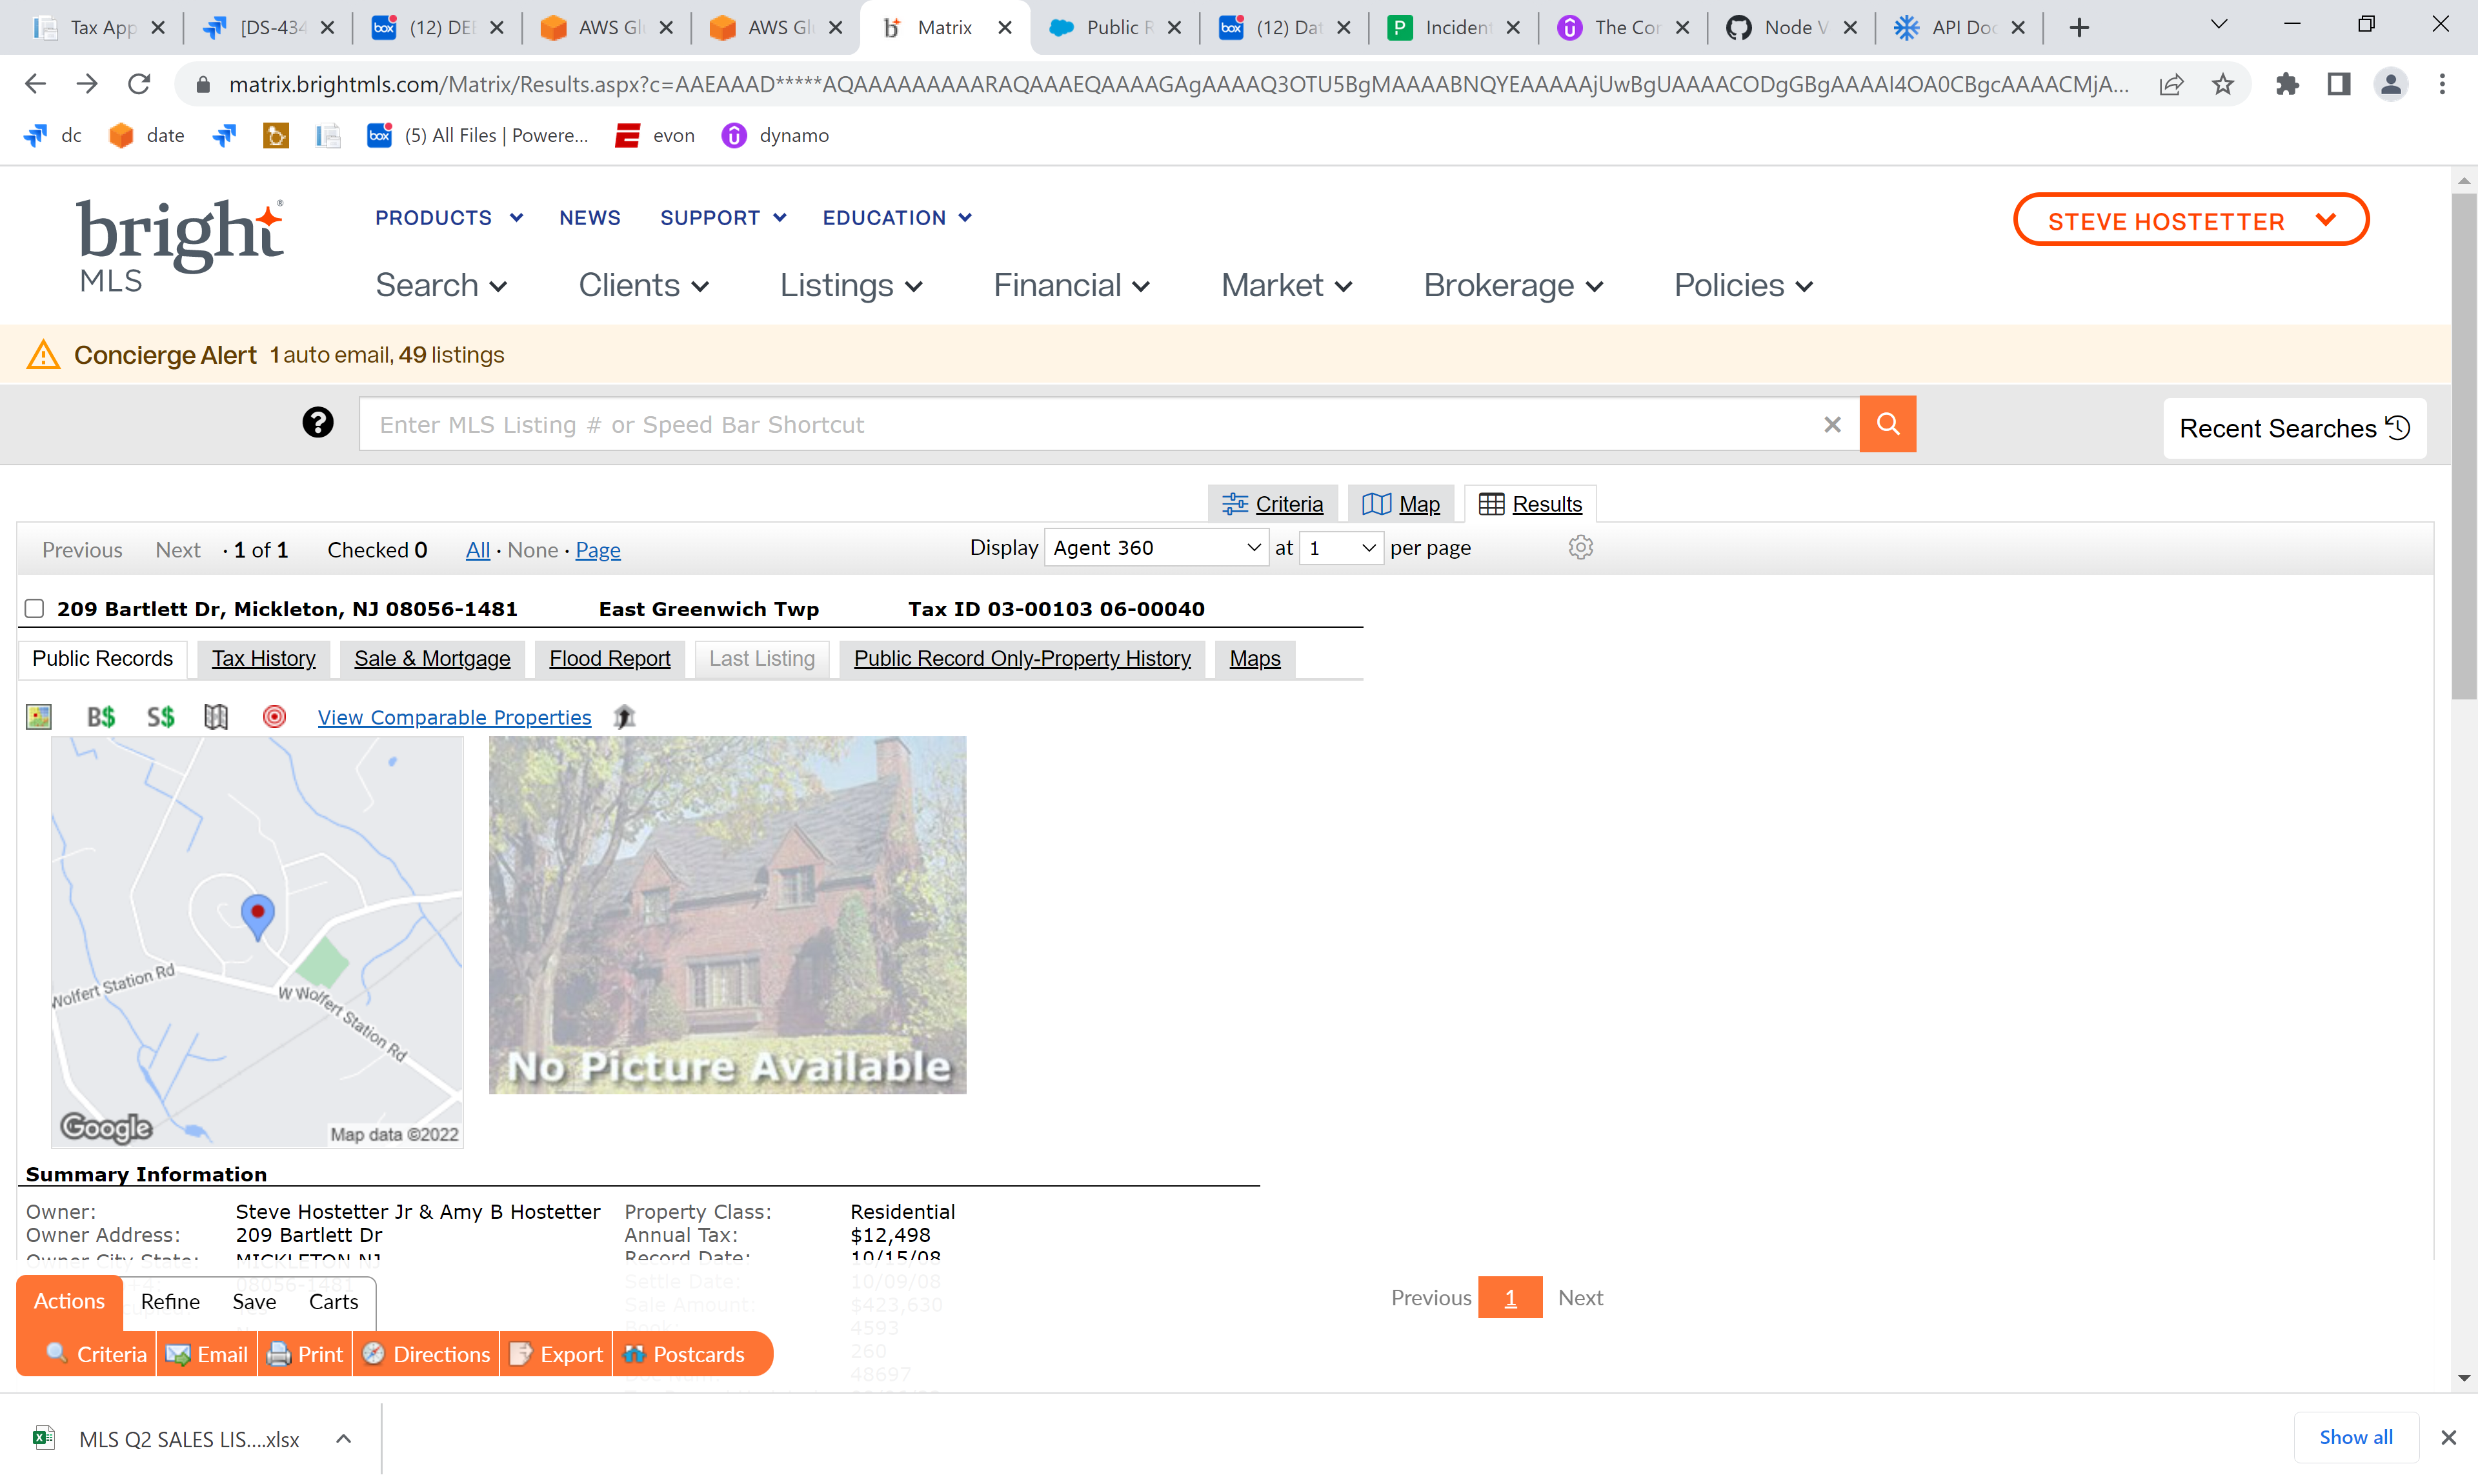 Tax App
[DS-434
(12) DEE
AWS Gl
AWS Gl
Matrix
Public R
(12) Dat
Incident
The Cor
Node V
API Doc
matrix.brightmls.com/Matrix/Results.aspx?c=AAEAAAD*****AQAAAAAAAAARAQAAAEQAAAAGAgAAAAQ3OTU5BgMAAAABNQYEAAAAAjUwBgUAAAACODgGBgAAAAI4OA0CBgcAAAACMjA...
dc
date
box (5) All Files | Powere...
evon
dynamo
bright®
MLS
PRODUCTS NEWS SUPPORT EDUCATION
STEVE HOSTETTER
Search Clients Listings Financial Market Brokerage Policies
Concierge Alert 1 auto email, 49 listings
Enter MLS Listing # or Speed Bar Shortcut
Recent Searches
Criteria Map Results
Previous Next · 1 of 1 Checked 0 All · None · Page
Display Agent 360 at 1 per page
209 Bartlett Dr, Mickleton, NJ 08056-1481 East Greenwich Twp Tax ID 03-00103 06-00040
Public Records Tax History Sale & Mortgage Flood Report Last Listing Public Record Only-Property History Maps
B$ S$ View Comparable Properties
Wolfert Station Rd
W Wolfert Station Rd
Google
Map data ©2022
No Picture Available
Summary Information
Owner: Steve Hostetter Jr & Amy B Hostetter Property Class: Residential
Owner Address: 209 Bartlett Dr Annual Tax: $12,498
Owner City State: MICKLETON NJ Record Date: 10/15/08
08056-1481 Settle Date: 10/09/08
Sale Amount: $423,630
Book: 4593
260
48697
Actions Refine Save Carts
Criteria Email Print Directions Export Postcards
Previous 1 Next
MLS Q2 SALES LIS....xlsx
Show all